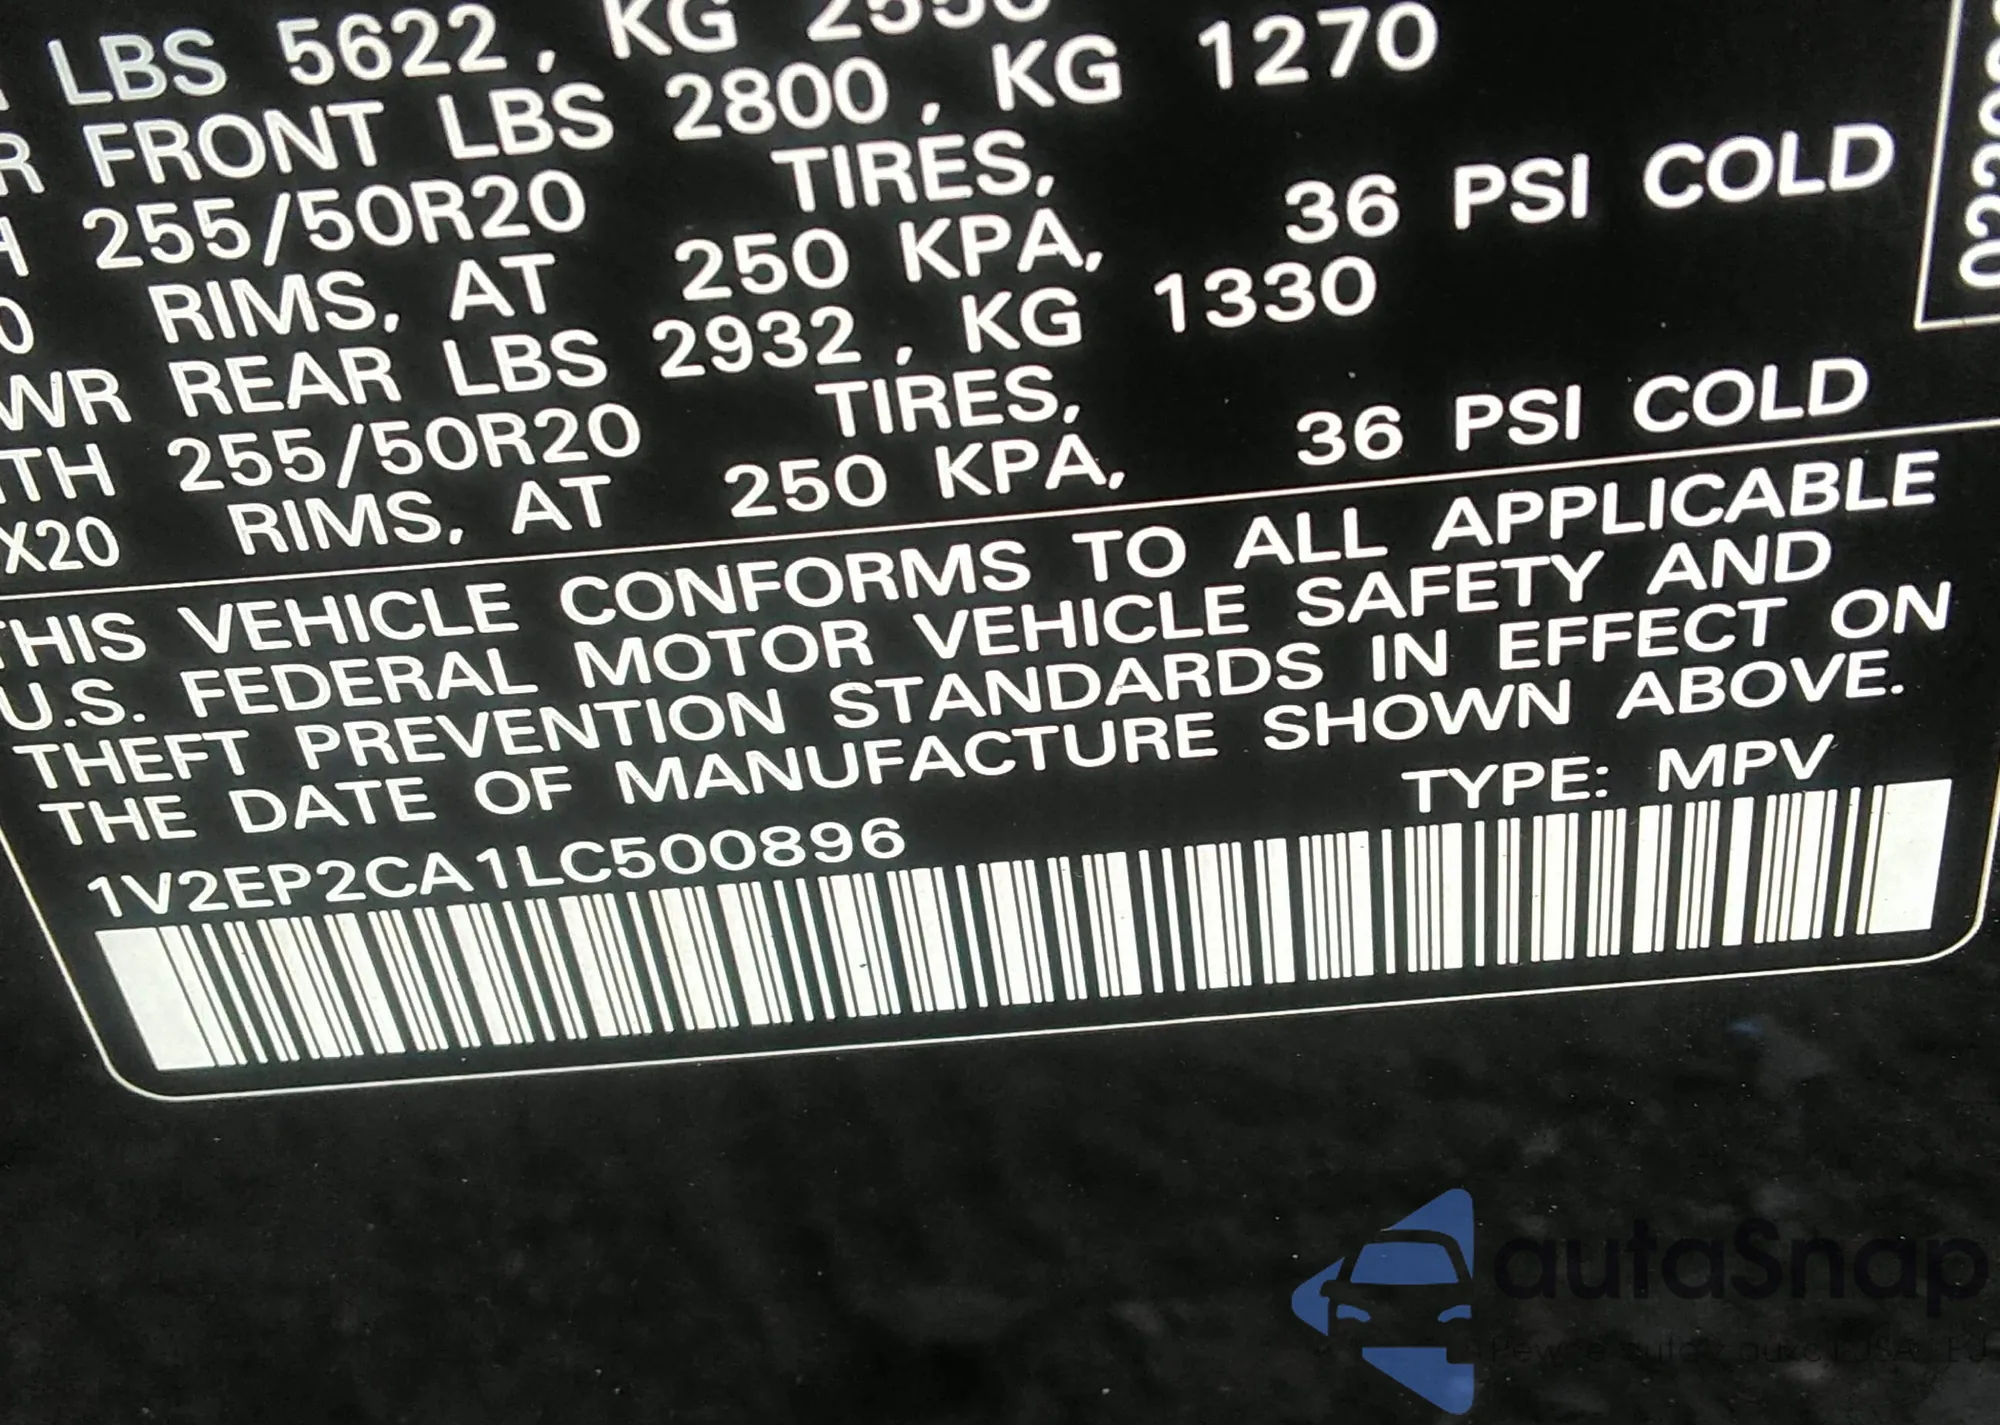 LBS 5622, KG 2550
R FRONT LBS 2800, KG 1270
H 255/50R20 TIRES,
0 RIMS, AT 250 KPA, 36 PSI COLD
WR REAR LBS 2932, KG 1330
TH 255/50R20 TIRES,
X20 RIMS, AT 250 KPA, 36 PSI COLD
THIS VEHICLE CONFORMS TO ALL APPLICABLE
U.S. FEDERAL MOTOR VEHICLE SAFETY AND
THEFT PREVENTION STANDARDS IN EFFECT ON
THE DATE OF MANUFACTURE SHOWN ABOVE.
1V2EP2CA1LC500896 TYPE: MPV
autaSnap